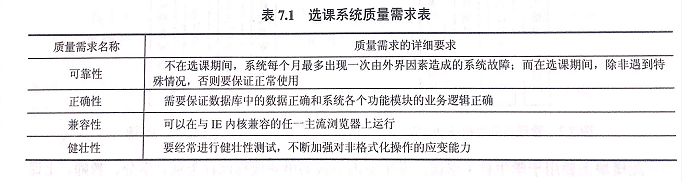 表 7.1 选课系统质量需求表
质量需求名称 质量需求的详细要求
可靠性 不在选课期间，系统每个月最多出现一次由外界因素造成的系统故障；而在选课期间，除非遇到特
殊情况，否则要保证正常使用
正确性 需要保证数据库中的数据正确和系统各个功能模块的业务逻辑正确
兼容性 可以在与 IE 内核兼容的任一主流浏览器上运行
健壮性 要经常进行健壮性测试，不断加强对非格式化操作的应变能力